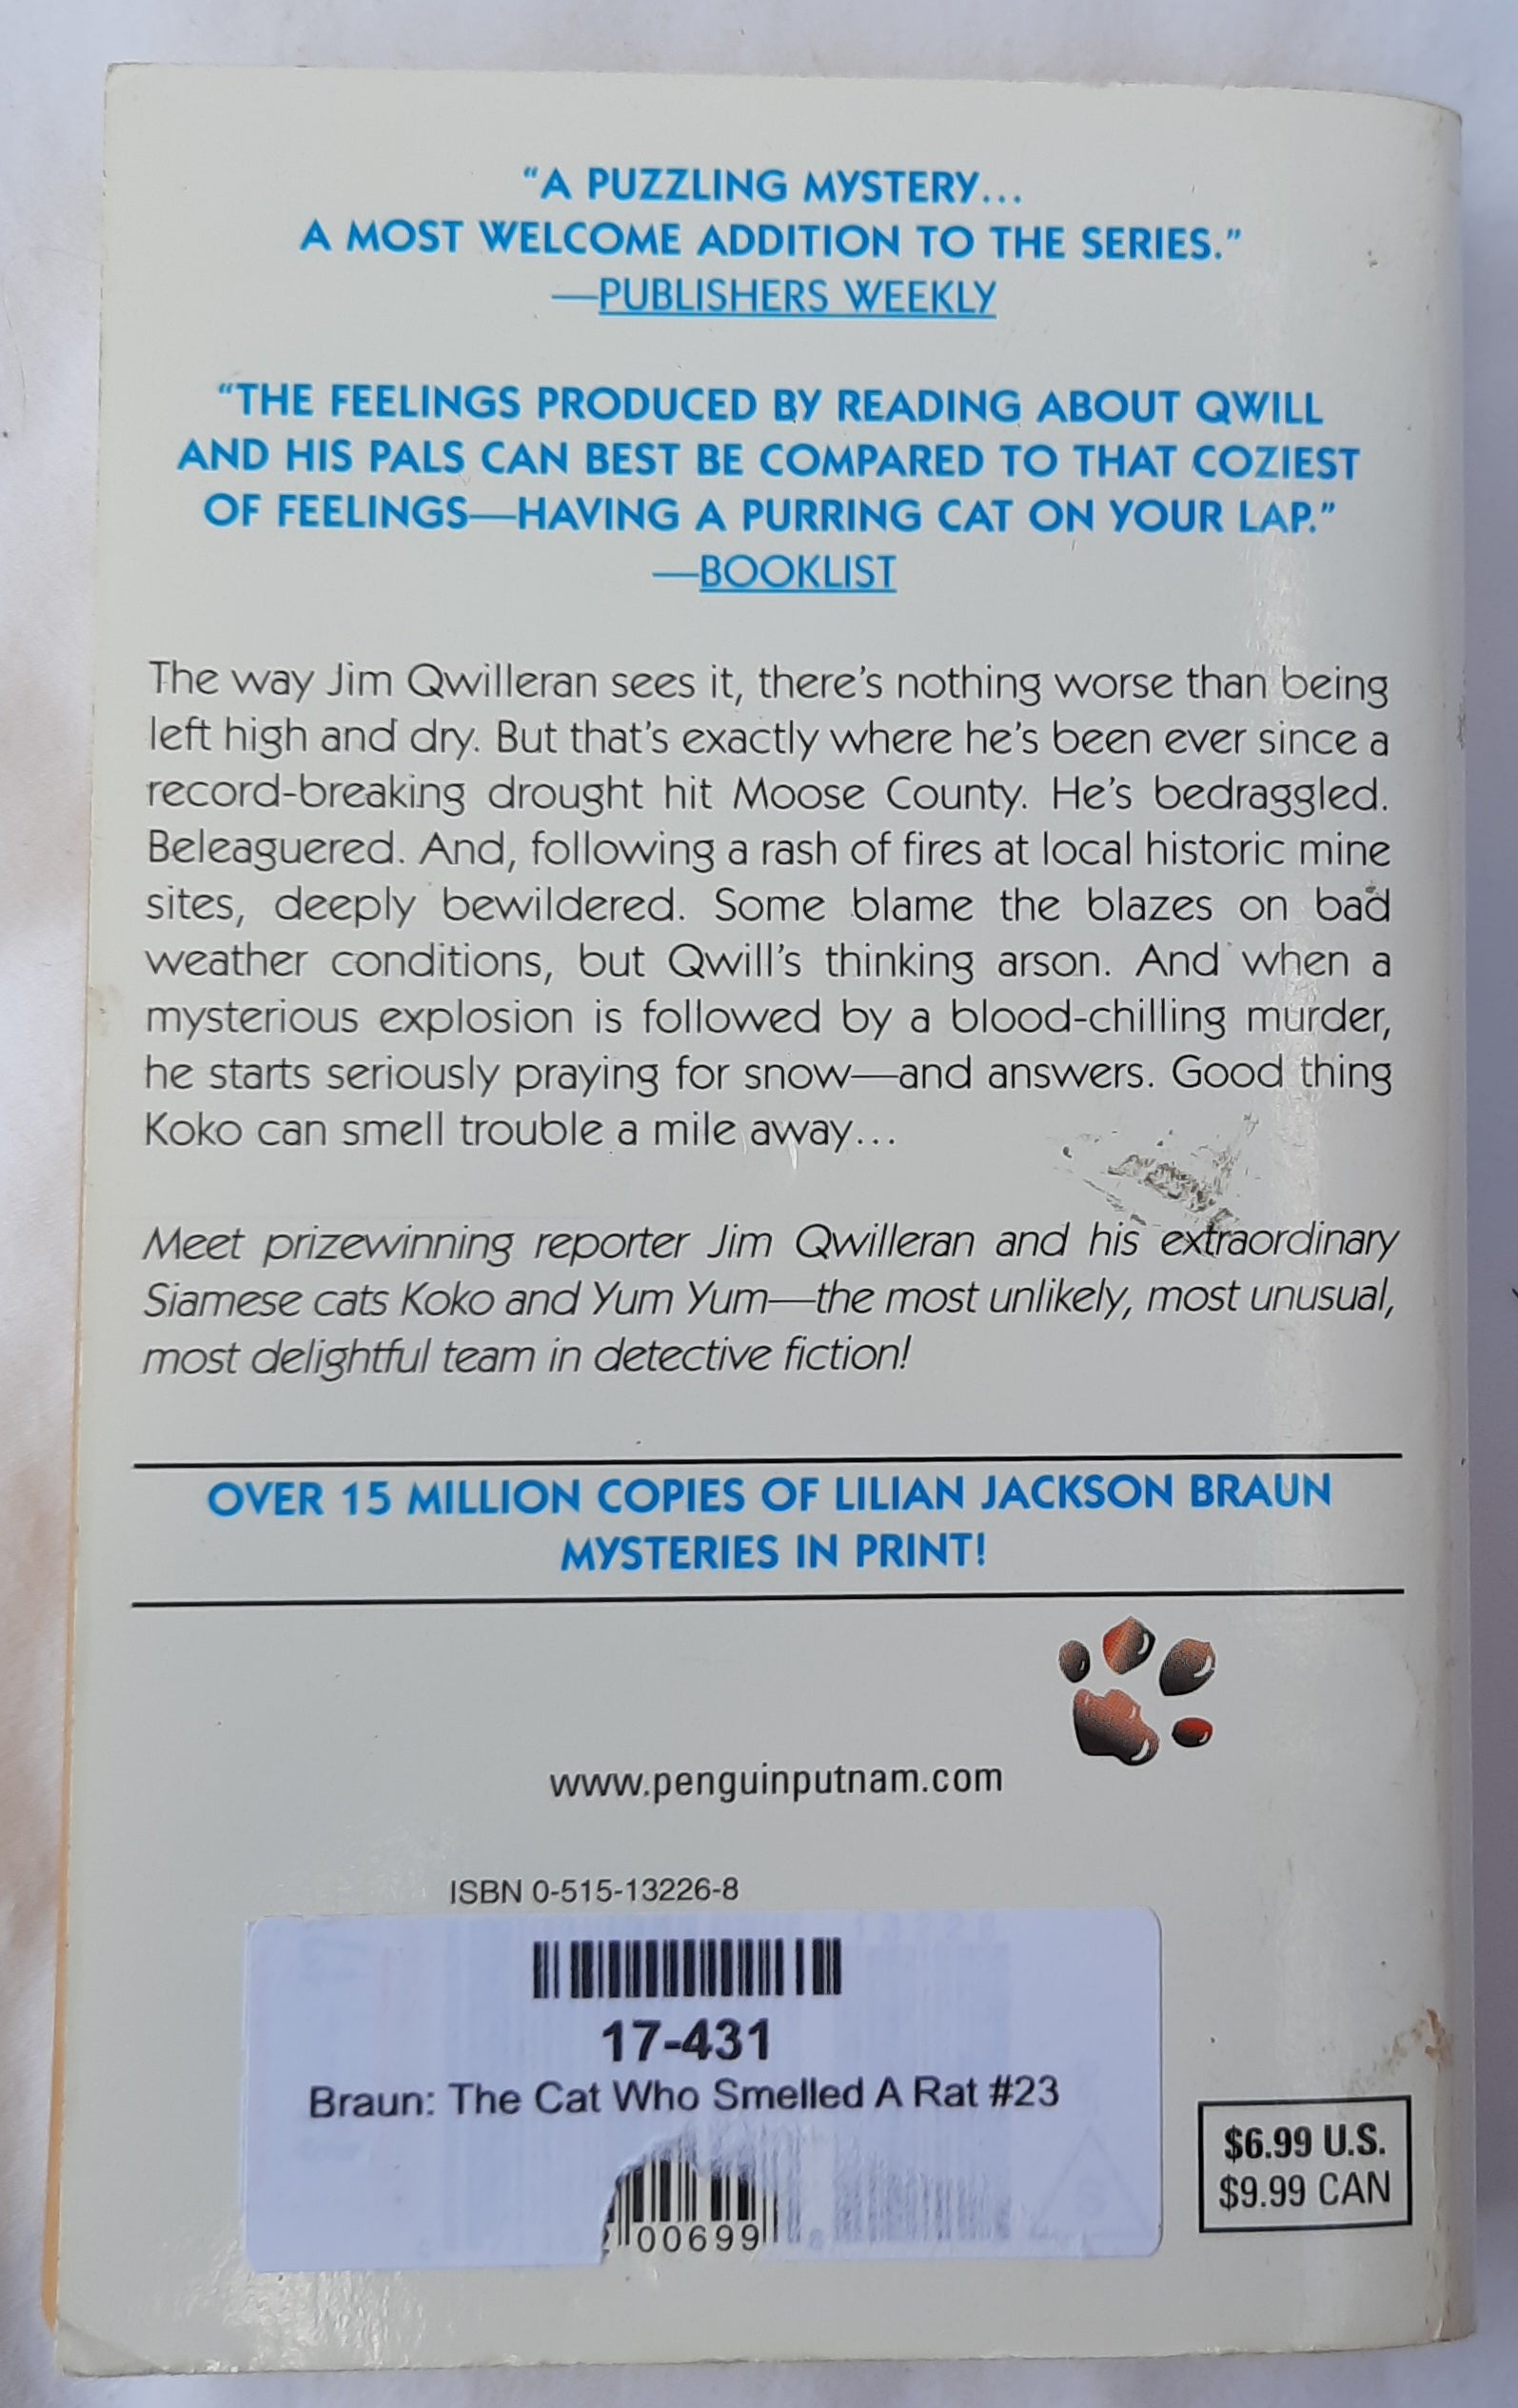 “A PUZZLING MYSTERY...
A MOST WELCOME ADDITION TO THE SERIES.”
—PUBLISHERS WEEKLY
“THE FEELINGS PRODUCED BY READING ABOUT QWILL
AND HIS PALS CAN BEST BE COMPARED TO THAT COZIEST
OF FEELINGS—HAVING A PURRING CAT ON YOUR LAP.”
—BOOKLIST
The way Jim Qwilleran sees it, there’s nothing worse than being
left high and dry. But that’s exactly where he’s been ever since a
record-breaking drought hit Moose County. He’s bedraggled.
Beleaguered. And, following a rash of fires at local historic mine
sites, deeply bewildered. Some blame the blazes on bad
weather conditions, but Qwill’s thinking arson. And when a
mysterious explosion is followed by a blood-chilling murder,
he starts seriously praying for snow—and answers. Good thing
Koko can smell trouble a mile away...
Meet prizewinning reporter Jim Qwilleran and his extraordinary
Siamese cats Koko and Yum Yum—the most unlikely, most unusual,
most delightful team in detective fiction!
OVER 15 MILLION COPIES OF LILIAN JACKSON BRAUN
MYSTERIES IN PRINT!
www.penguinputnam.com
ISBN 0-515-13226-8
17-431
Braun: The Cat Who Smelled A Rat #23
00699
$6.99 U.S.
$9.99 CAN